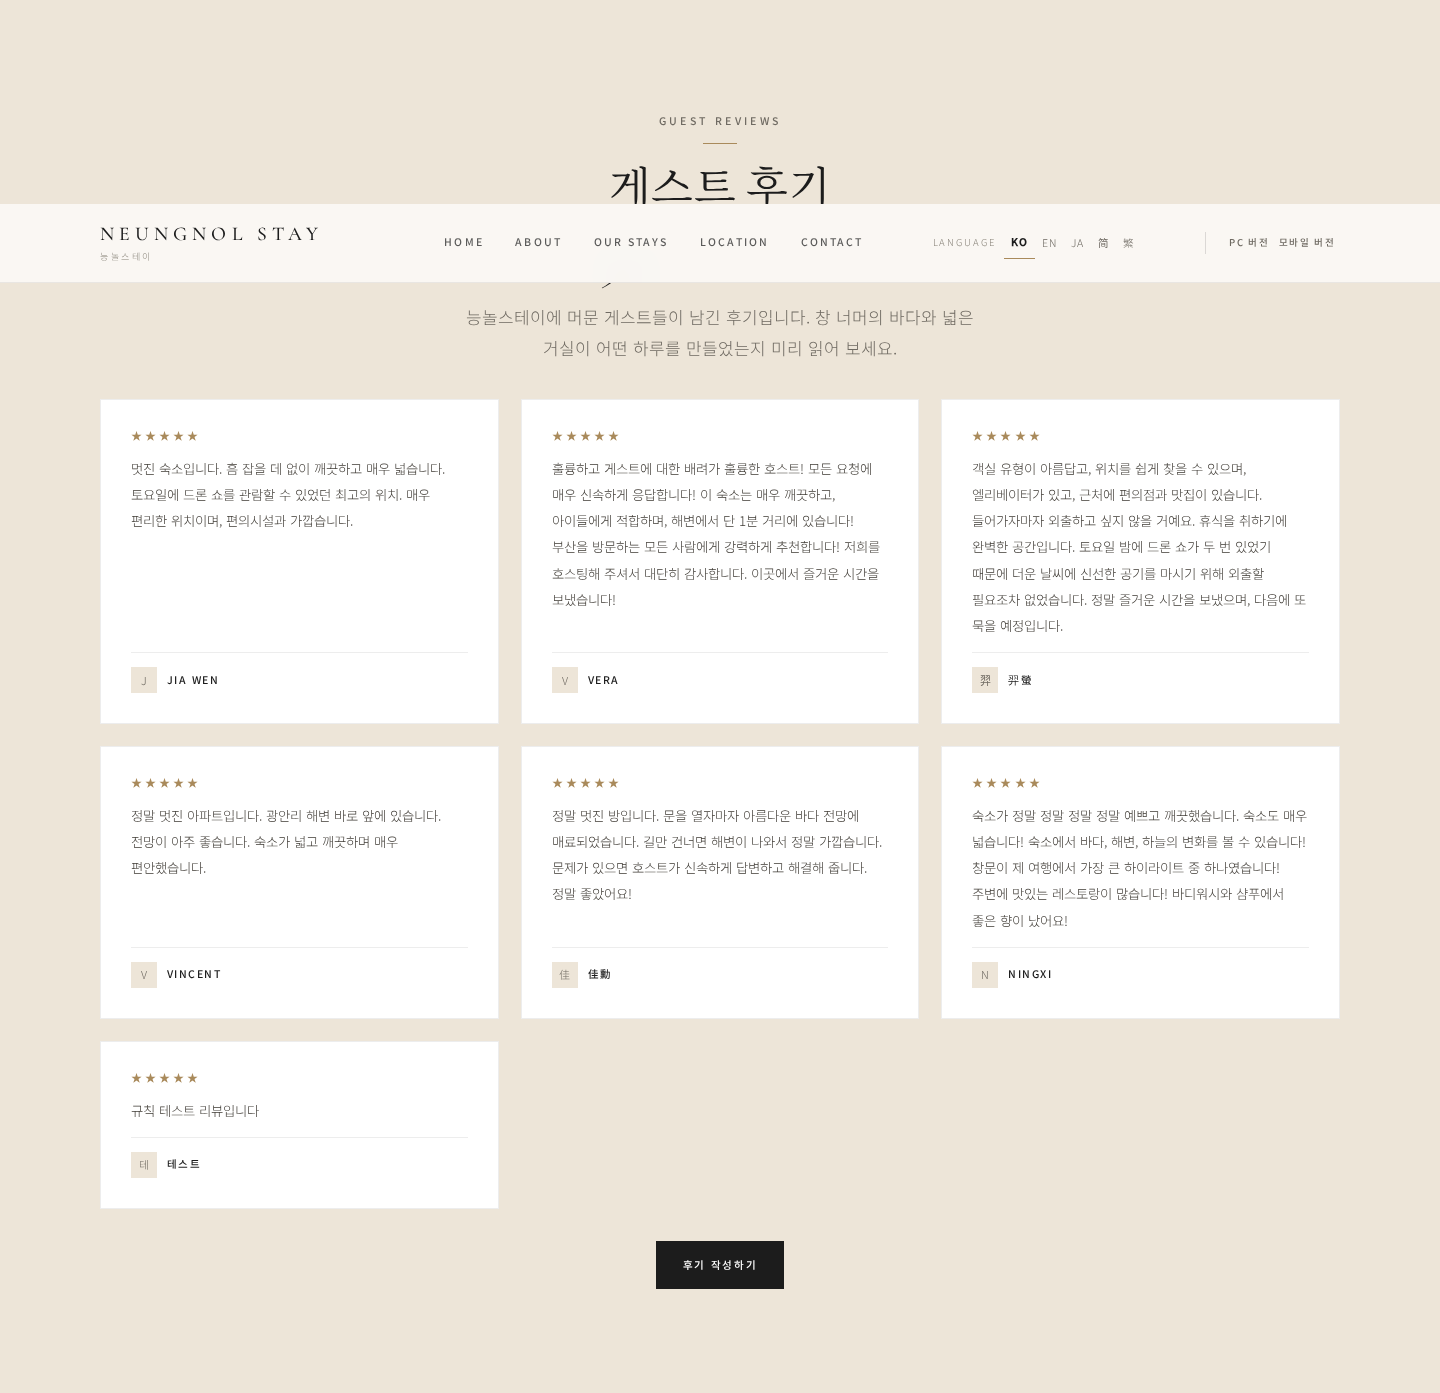 GUEST REVIEWS
게스트 후기
NEUNGNOL STAY
능놀스테이
HOME ABOUT OUR STAYS LOCATION CONTACT
LANGUAGE KO EN JA 简 繁
PC 버전 모바일 버전
능놀스테이에 머문 게스트들이 남긴 후기입니다. 창 너머의 바다와 넓은
거실이 어떤 하루를 만들었는지 미리 읽어 보세요.
★★★★★
멋진 숙소입니다. 흠 잡을 데 없이 깨끗하고 매우 넓습니다.
토요일에 드론 쇼를 관람할 수 있었던 최고의 위치. 매우
편리한 위치이며, 편의시설과 가깝습니다.
J JIA WEN
★★★★★
훌륭하고 게스트에 대한 배려가 훌륭한 호스트! 모든 요청에
매우 신속하게 응답합니다! 이 숙소는 매우 깨끗하고,
아이들에게 적합하며, 해변에서 단 1분 거리에 있습니다!
부산을 방문하는 모든 사람에게 강력하게 추천합니다! 저희를
호스팅해 주셔서 대단히 감사합니다. 이곳에서 즐거운 시간을
보냈습니다!
V VERA
★★★★★
객실 유형이 아름답고, 위치를 쉽게 찾을 수 있으며,
엘리베이터가 있고, 근처에 편의점과 맛집이 있습니다.
들어가자마자 외출하고 싶지 않을 거예요. 휴식을 취하기에
완벽한 공간입니다. 토요일 밤에 드론 쇼가 두 번 있었기
때문에 더운 날씨에 신선한 공기를 마시기 위해 외출할
필요조차 없었습니다. 정말 즐거운 시간을 보냈으며, 다음에 또
묵을 예정입니다.
羿 羿螢
★★★★★
정말 멋진 아파트입니다. 광안리 해변 바로 앞에 있습니다.
전망이 아주 좋습니다. 숙소가 넓고 깨끗하며 매우
편안했습니다.
V VINCENT
★★★★★
정말 멋진 방입니다. 문을 열자마자 아름다운 바다 전망에
매료되었습니다. 길만 건너면 해변이 나와서 정말 가깝습니다.
문제가 있으면 호스트가 신속하게 답변하고 해결해 줍니다.
정말 좋았어요!
佳 佳勳
★★★★★
숙소가 정말 정말 정말 정말 예쁘고 깨끗했습니다. 숙소도 매우
넓습니다! 숙소에서 바다, 해변, 하늘의 변화를 볼 수 있습니다!
창문이 제 여행에서 가장 큰 하이라이트 중 하나였습니다!
주변에 맛있는 레스토랑이 많습니다! 바디워시와 샴푸에서
좋은 향이 났어요!
N NINGXI
★★★★★
규칙 테스트 리뷰입니다
테 테스트
후기 작성하기